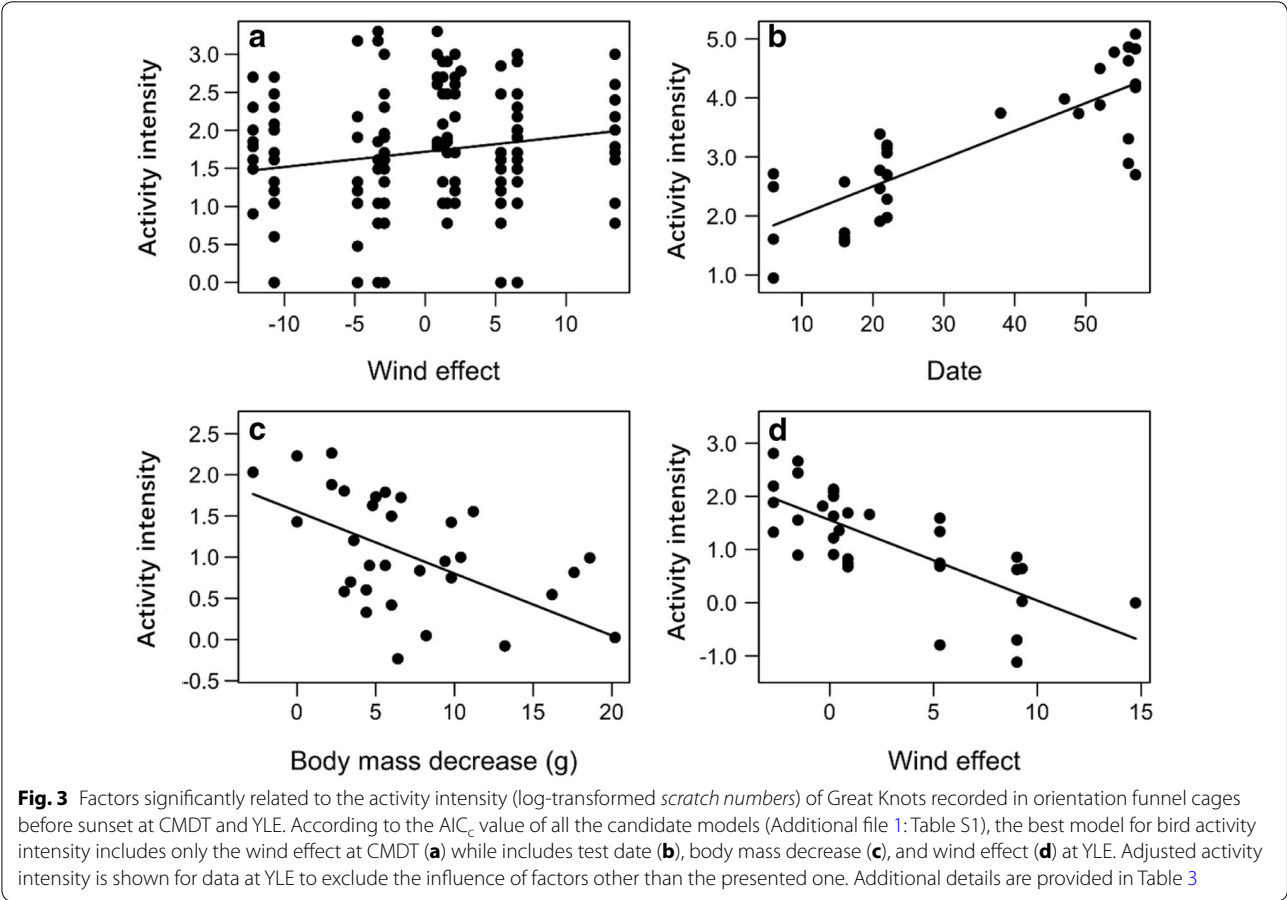 a
Activity intensity
3.0
2.5
2.0
1.5
1.0
0.5
0.0
-10 -5 0 5 10
Wind effect
b
Activity intensity
5.0
4.0
3.0
2.0
1.0
10 20 30 40 50
Date
c
Activity intensity
2.5
2.0
1.5
1.0
0.5
0.0
-0.5
0 5 10 15 20
Body mass decrease (g)
d
Activity intensity
3.0
2.0
1.0
0.0
-1.0
0 5 10 15
Wind effect
Fig. 3 Factors significantly related to the activity intensity (log-transformed scratch numbers) of Great Knots recorded in orientation funnel cages
before sunset at CMDT and YLE. According to the AICc value of all the candidate models (Additional file 1: Table S1), the best model for bird activity
intensity includes only the wind effect at CMDT (a) while includes test date (b), body mass decrease (c), and wind effect (d) at YLE. Adjusted activity
intensity is shown for data at YLE to exclude the influence of factors other than the presented one. Additional details are provided in Table 3